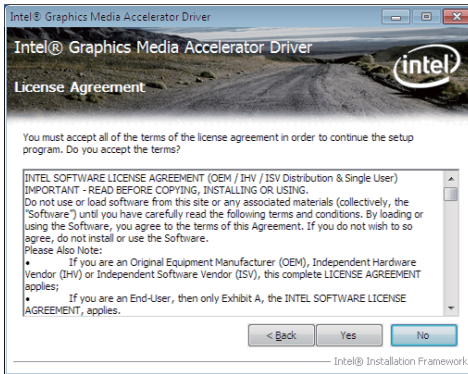 Intel® Graphics Media Accelerator Driver
Intel® Graphics Media Accelerator Driver
intel
License Agreement
You must accept all of the terms of the license agreement in order to continue the setup
program. Do you accept the terms?
INTEL SOFTWARE LICENSE AGREEMENT (OEM / IHV / ISV Distribution & Single User)
IMPORTANT - READ BEFORE COPYING, INSTALLING OR USING.
Do not use or load software from this site or any associated materials (collectively, the
"Software") until you have carefully read the following terms and conditions. By loading or
using the Software, you agree to the terms of this Agreement. If you do not wish to so
agree, do not install or use the Software.
Please Also Note:
• If you are an Original Equipment Manufacturer (OEM), Independent Hardware
Vendor (IHV) or Independent Software Vendor (ISV), this complete LICENSE AGREEMENT
applies;
• If you are an End-User, then only Exhibit A, the INTEL SOFTWARE LICENSE
AGREEMENT, applies.
< Back Yes No
Intel® Installation Framework